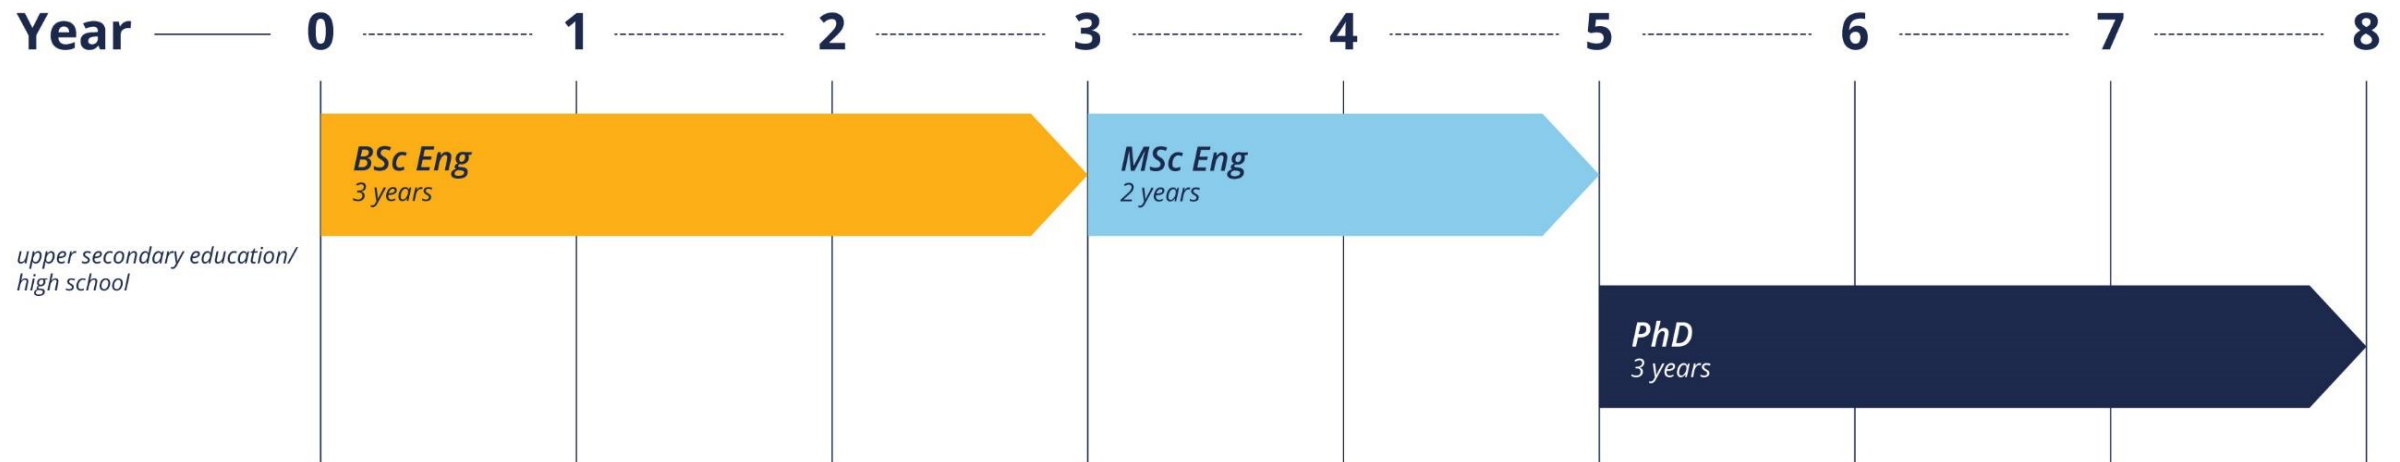 Year 0 1 2 3 4 5 6 7 8
BSc Eng
3 years
MSc Eng
2 years
upper secondary education/
high school
PhD
3 years